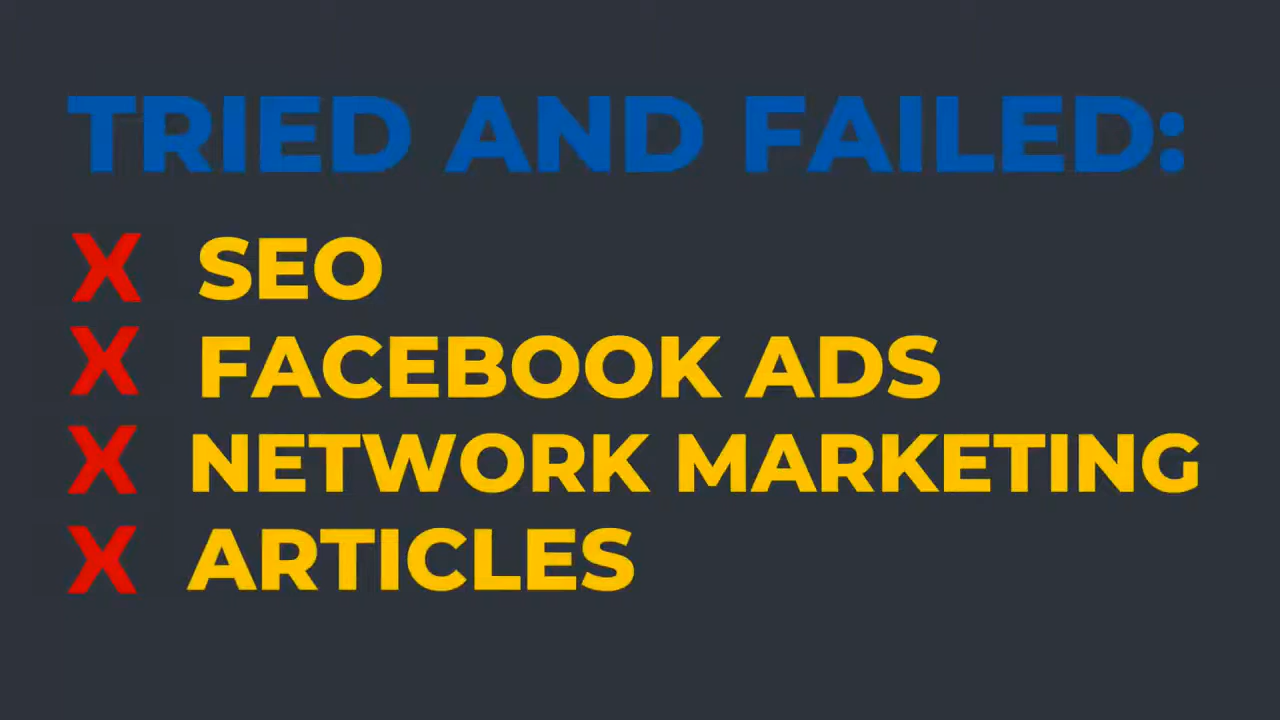 TRIED AND FAILED:
X SEO
X FACEBOOK ADS
X NETWORK MARKETING
X ARTICLES